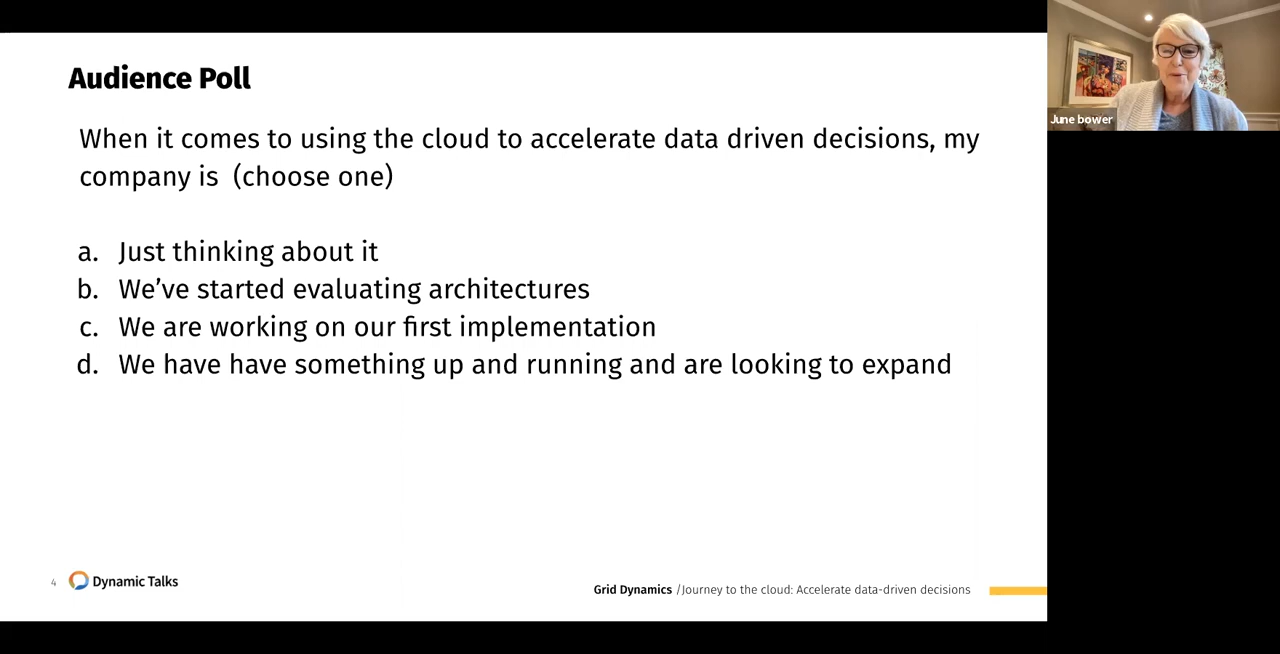 Audience Poll
When it comes to using the cloud to accelerate data driven decisions, my
company is  (choose one)
a. Just thinking about it
b. We’ve started evaluating architectures
c. We are working on our first implementation
d. We have have something up and running and are looking to expand
4 Dynamic Talks
Grid Dynamics /Journey to the cloud: Accelerate data-driven decisions
June bower